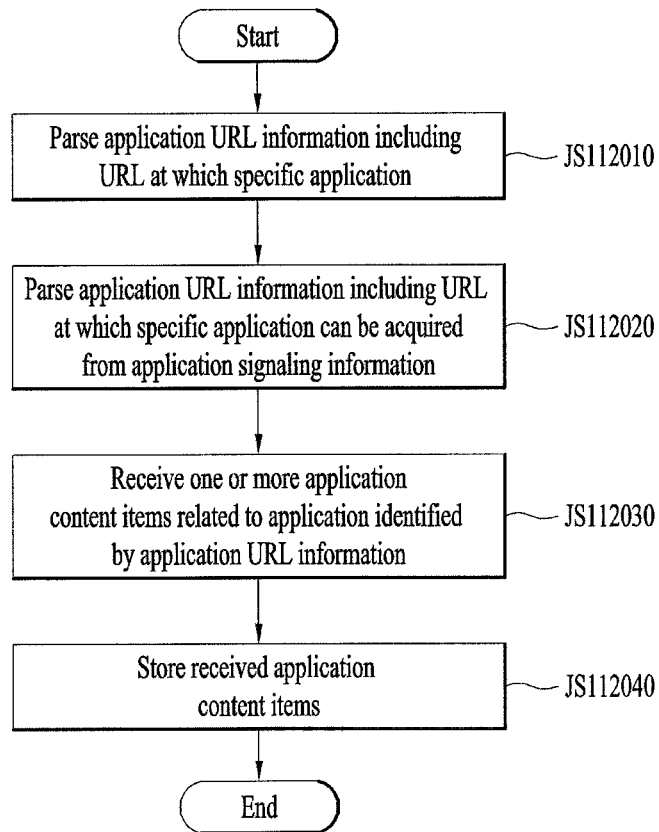 Start
Parse application URL information including
URL at which specific application
JS112010
Parse application URL information including URL
at which specific application can be acquired
from application signaling information
JS112020
Receive one or more application
content items related to application identified
by application URL information
JS112030
Store received application
content items
JS112040
End